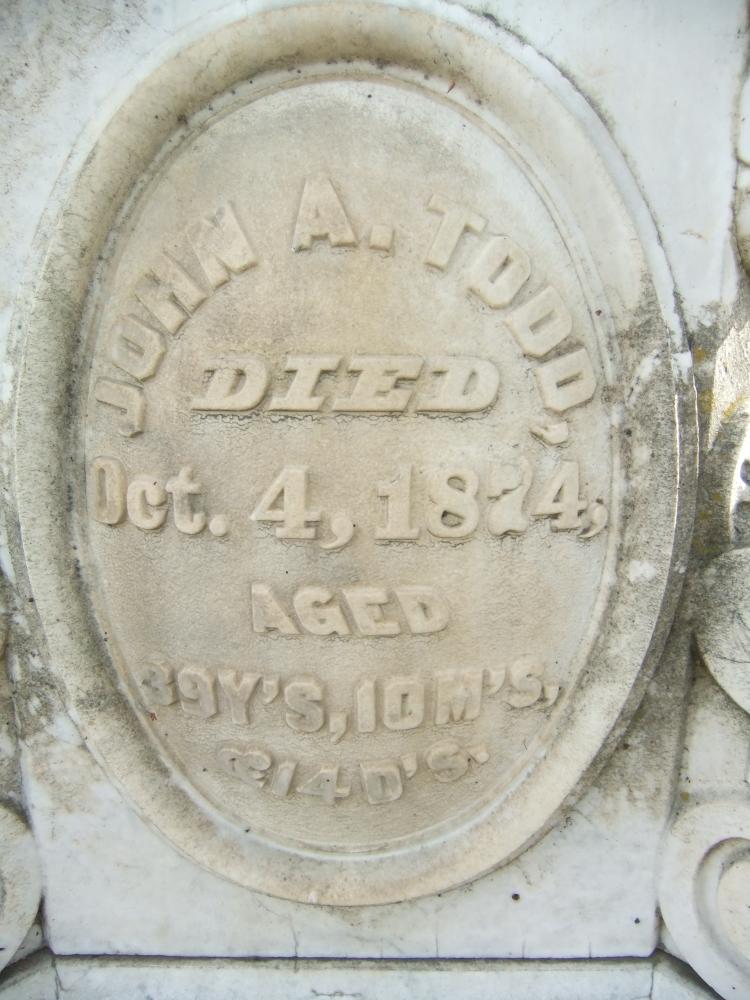 JOHN A. TODD,
DIED
Oct. 4, 1874,
AGED
39Y'S, 10M'S,
&14D'S.